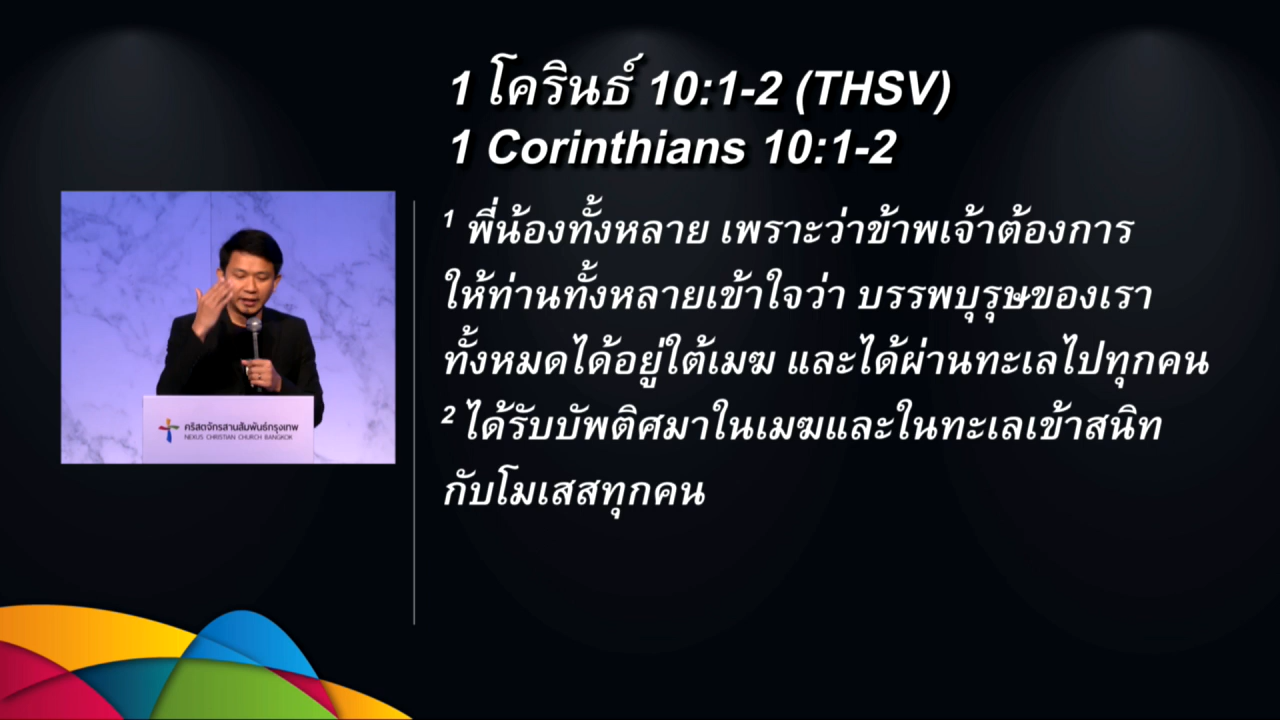 1 โครินธ์ 10:1-2 (THSV)
1 Corinthians 10:1-2
¹ พี่น้องทั้งหลาย เพราะว่าข้าพเจ้าต้องการ
ให้ท่านทั้งหลายเข้าใจว่า บรรพบุรุษของเรา
ทั้งหมดได้อยู่ใต้เมฆ และได้ผ่านทะเลไปทุกคน
² ได้รับบัพติศมาในเมฆและในทะเลเข้าสนิท
กับโมเสสทุกคน
คริสตจักรสานสัมพันธ์กรุงเทพ
NEXUS CHRISTIAN CHURCH BANGKOK